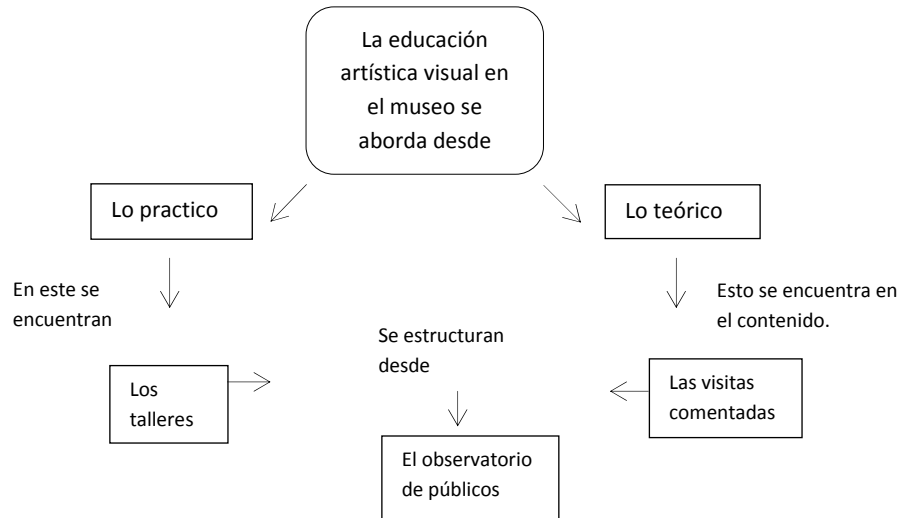 La educación
artística visual en
el museo se
aborda desde
Lo practico
Lo teórico
En este se
encuentran
Esto se encuentra en
el contenido.
Se estructuran
desde
Los
talleres
Las visitas
comentadas
El observatorio
de públicos